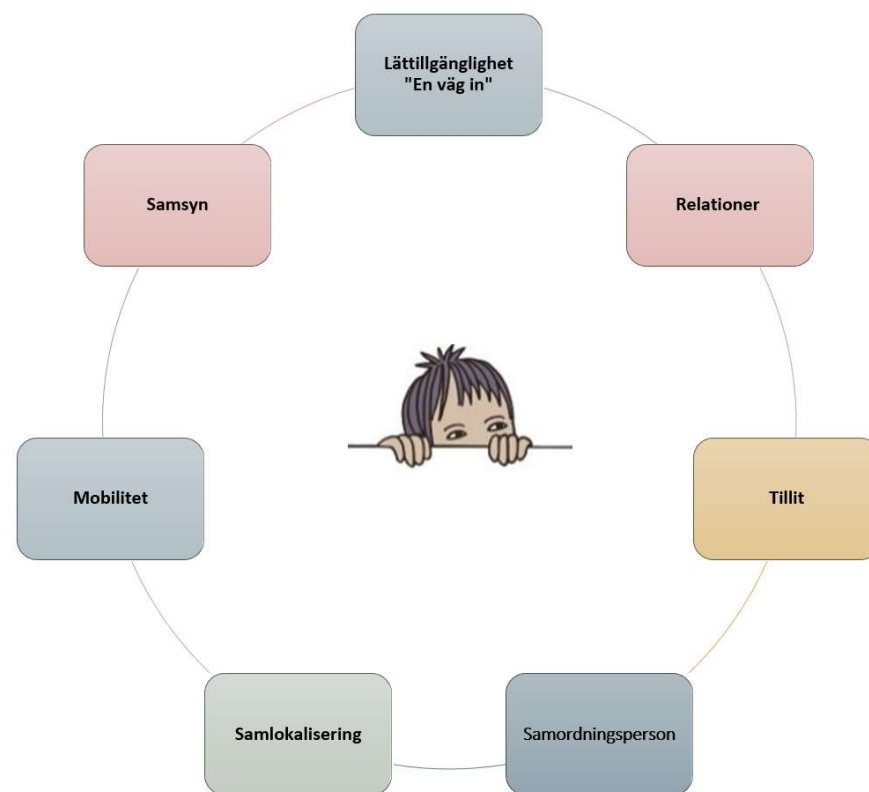 Lättillgänglighet
"En väg in"
Relationer
Tillit
Samordningsperson
Samlokalisering
Mobilitet
Samsyn